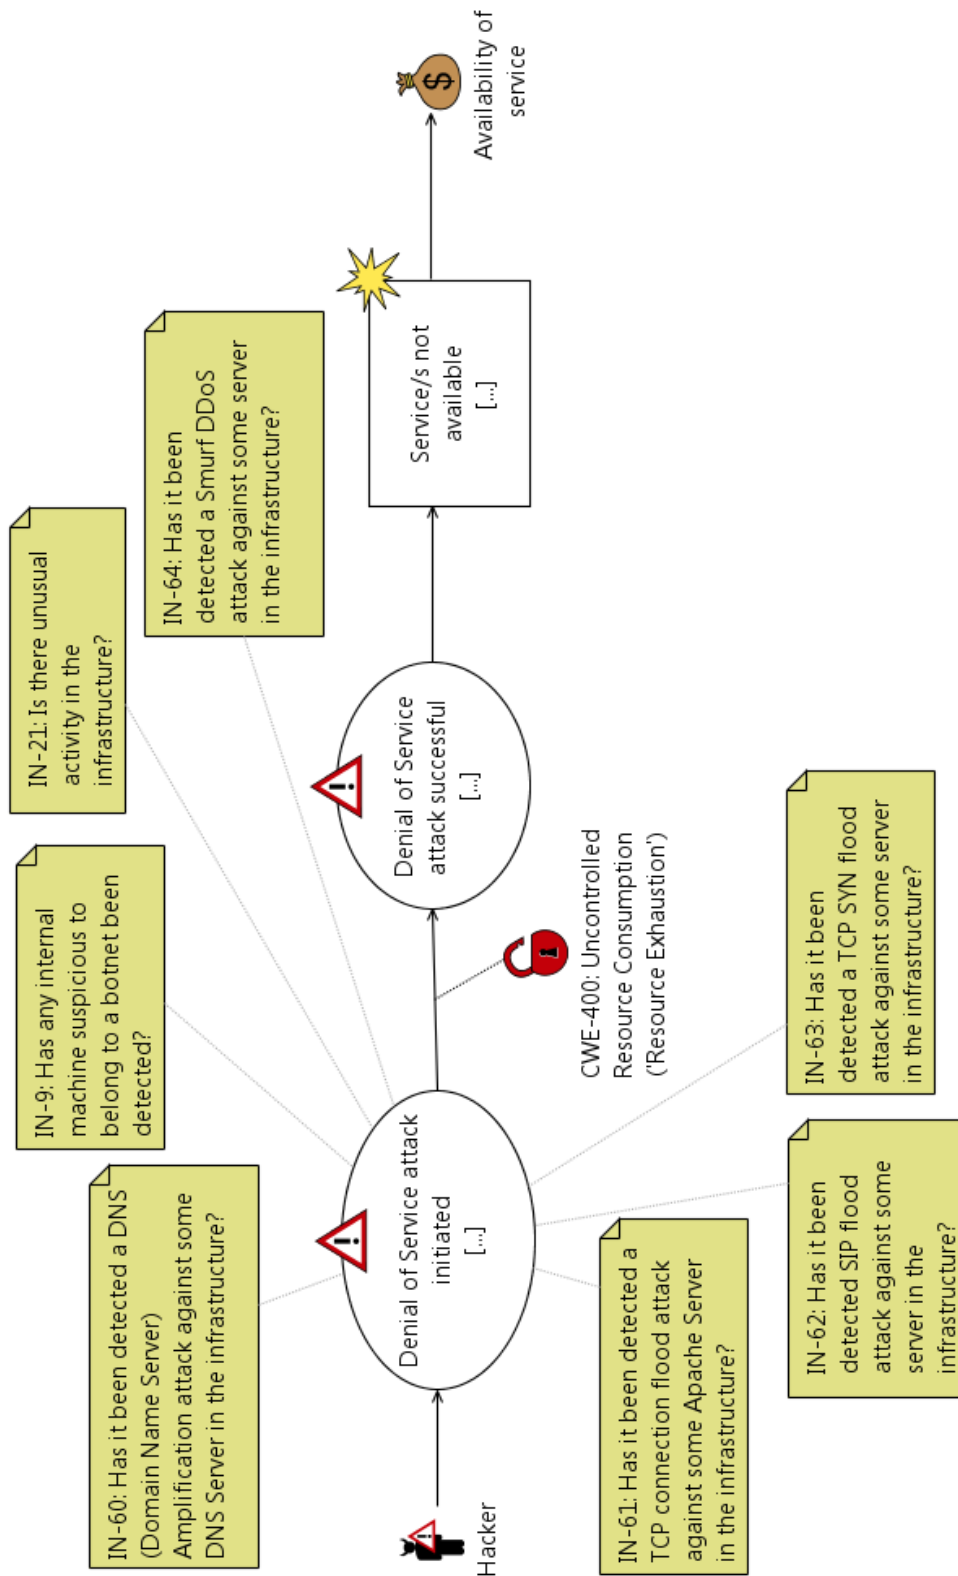 IN-60: Has it been detected a DNS
(Domain Name Server)
Amplification attack against some
DNS Server in the infrastructure?
IN-9: Has any internal
machine suspicious to
belong to a botnet been
detected?
IN-21: Is there unusual
activity in the
infrastructure?
IN-64: Has it been
detected a Smurf DDoS
attack against some server
in the infrastructure?
Hacker
Denial of Service attack
initiated
[...]
CWE-400: Uncontrolled
Resource Consumption
('Resource Exhaustion')
Denial of Service
attack successful
[...]
Service/s not
available
[...]
$
Availability of
service
IN-61: Has it been detected a
TCP connection flood attack
against some Apache Server
in the infrastructure?
IN-62: Has it been
detected SIP flood
attack against some
server in the
infrastructure?
IN-63: Has it been
detected a TCP SYN flood
attack against some server
in the infrastructure?